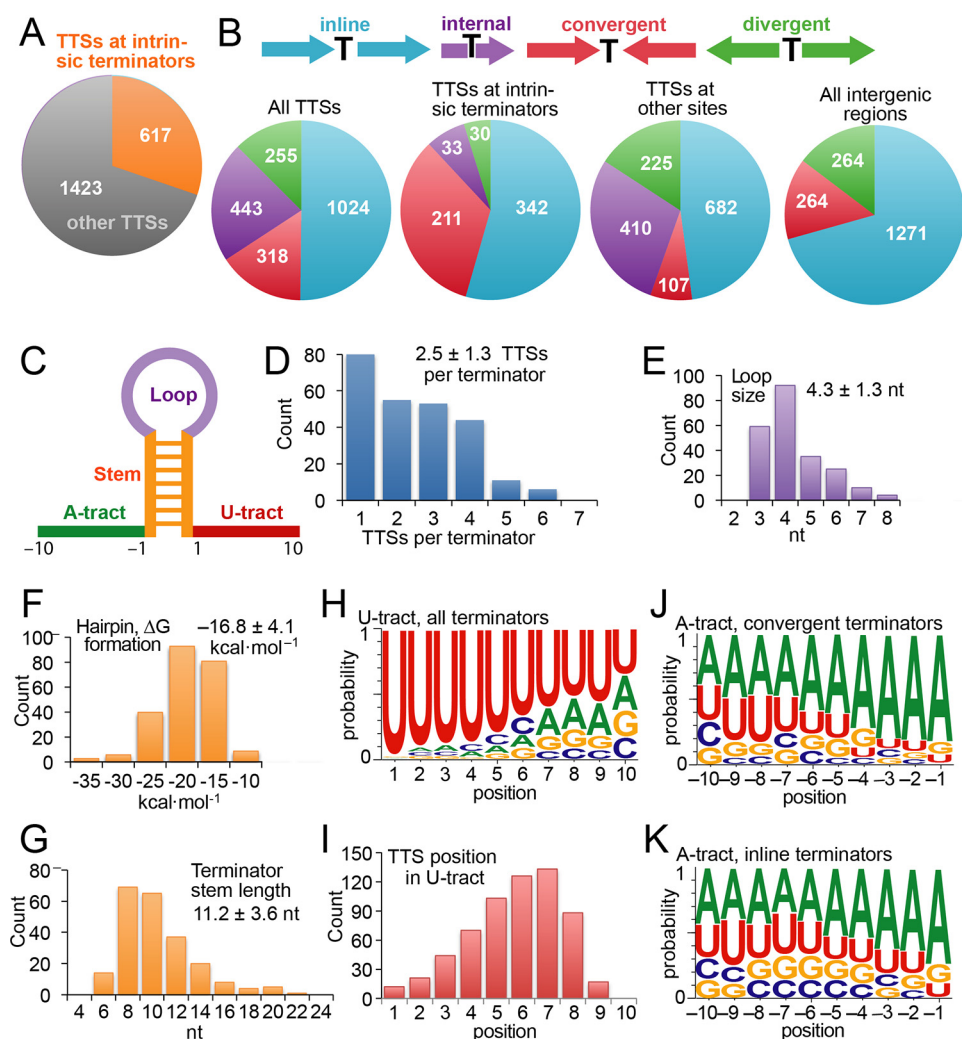 A
TTSs at intrin-
sic terminators
617
1423
other TTSs
B
inline
internal
convergent
divergent
T
T
T
T
All TTSs
255
443
318
1024
TTSs at intrin-
sic terminators
30
33
211
342
TTSs at
other sites
225
410
107
682
All intergenic
regions
264
264
1271
C
Loop
Stem
A-tract
U-tract
–10
–1
1
10
D
2.5 ± 1.3 TTSs
per terminator
Count
80
60
40
20
0
1 2 3 4 5 6 7
TTSs per terminator
E
Loop
size
4.3 ± 1.3 nt
Count
100
80
60
40
20
0
2 3 4 5 6 7 8
nt
F
Hairpin, ΔG
formation
–16.8 ± 4.1
kcal·mol⁻¹
Count
100
80
60
40
20
0
-35 -30 -25 -20 -15 -10
kcal·mol⁻¹
G
Terminator
stem length
11.2 ± 3.6 nt
Count
80
60
40
20
0
4 6 8 10 14 18 20 22 24
nt
H
U-tract, all terminators
probability
1
0
U U U U U U U U U U
1 2 3 4 5 6 7 8 9 10
position
I
TTS position
in U-tract
Count
150
120
90
60
30
0
1 2 3 4 5 6 7 8 9 10
position
J
A-tract, convergent terminators
probability
1
0
A A A A A A A A A A
–10 –9 –8 –7 –6 –5 –4 –3 –2 –1
position
K
A-tract, inline terminators
probability
1
0
A A A A A A A A A A
–10 –9 –8 –7 –6 –5 –4 –3 –2 –1
position